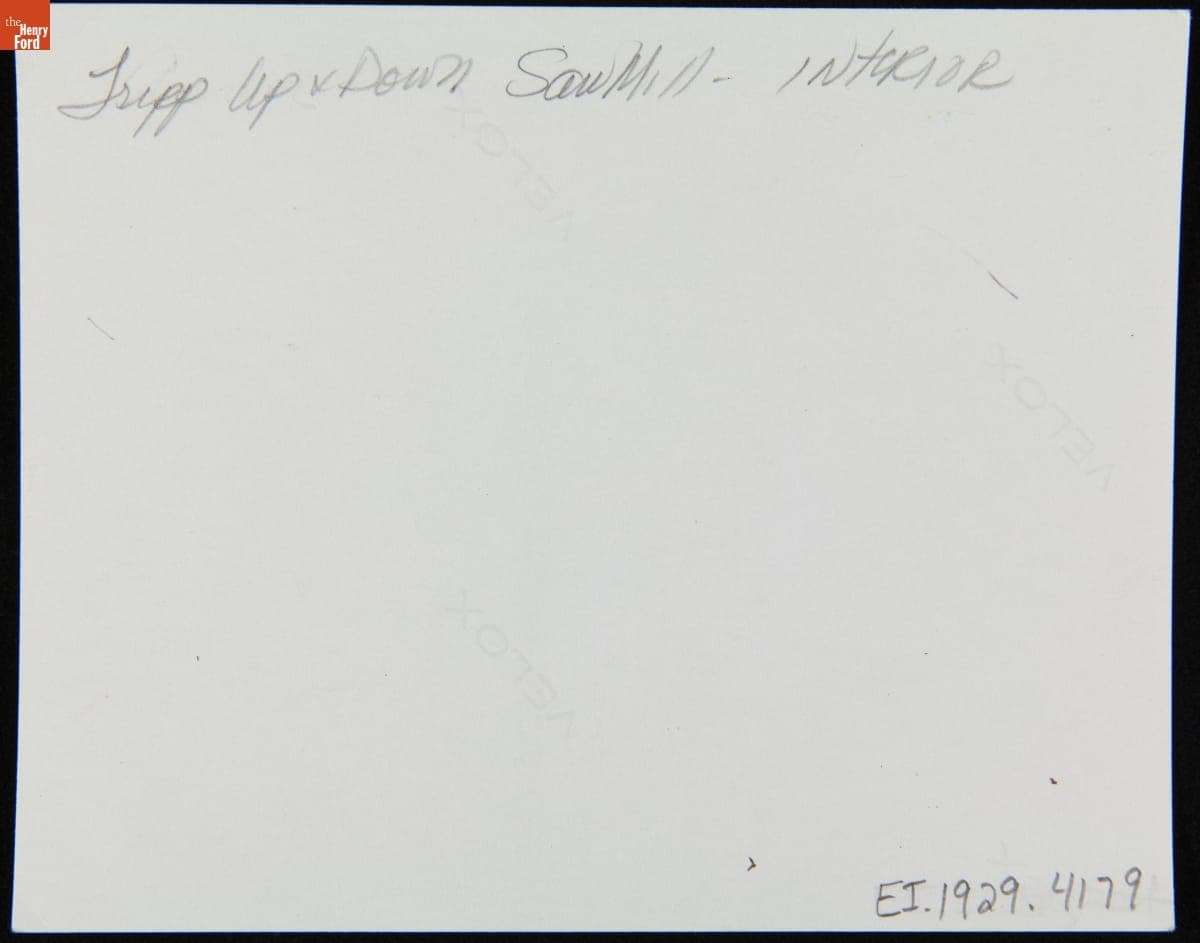 the Henry Ford
Tripp Up & Down SawMill - INTERIOR
VELOX
VELOX
VELOX
EI.1929.4179